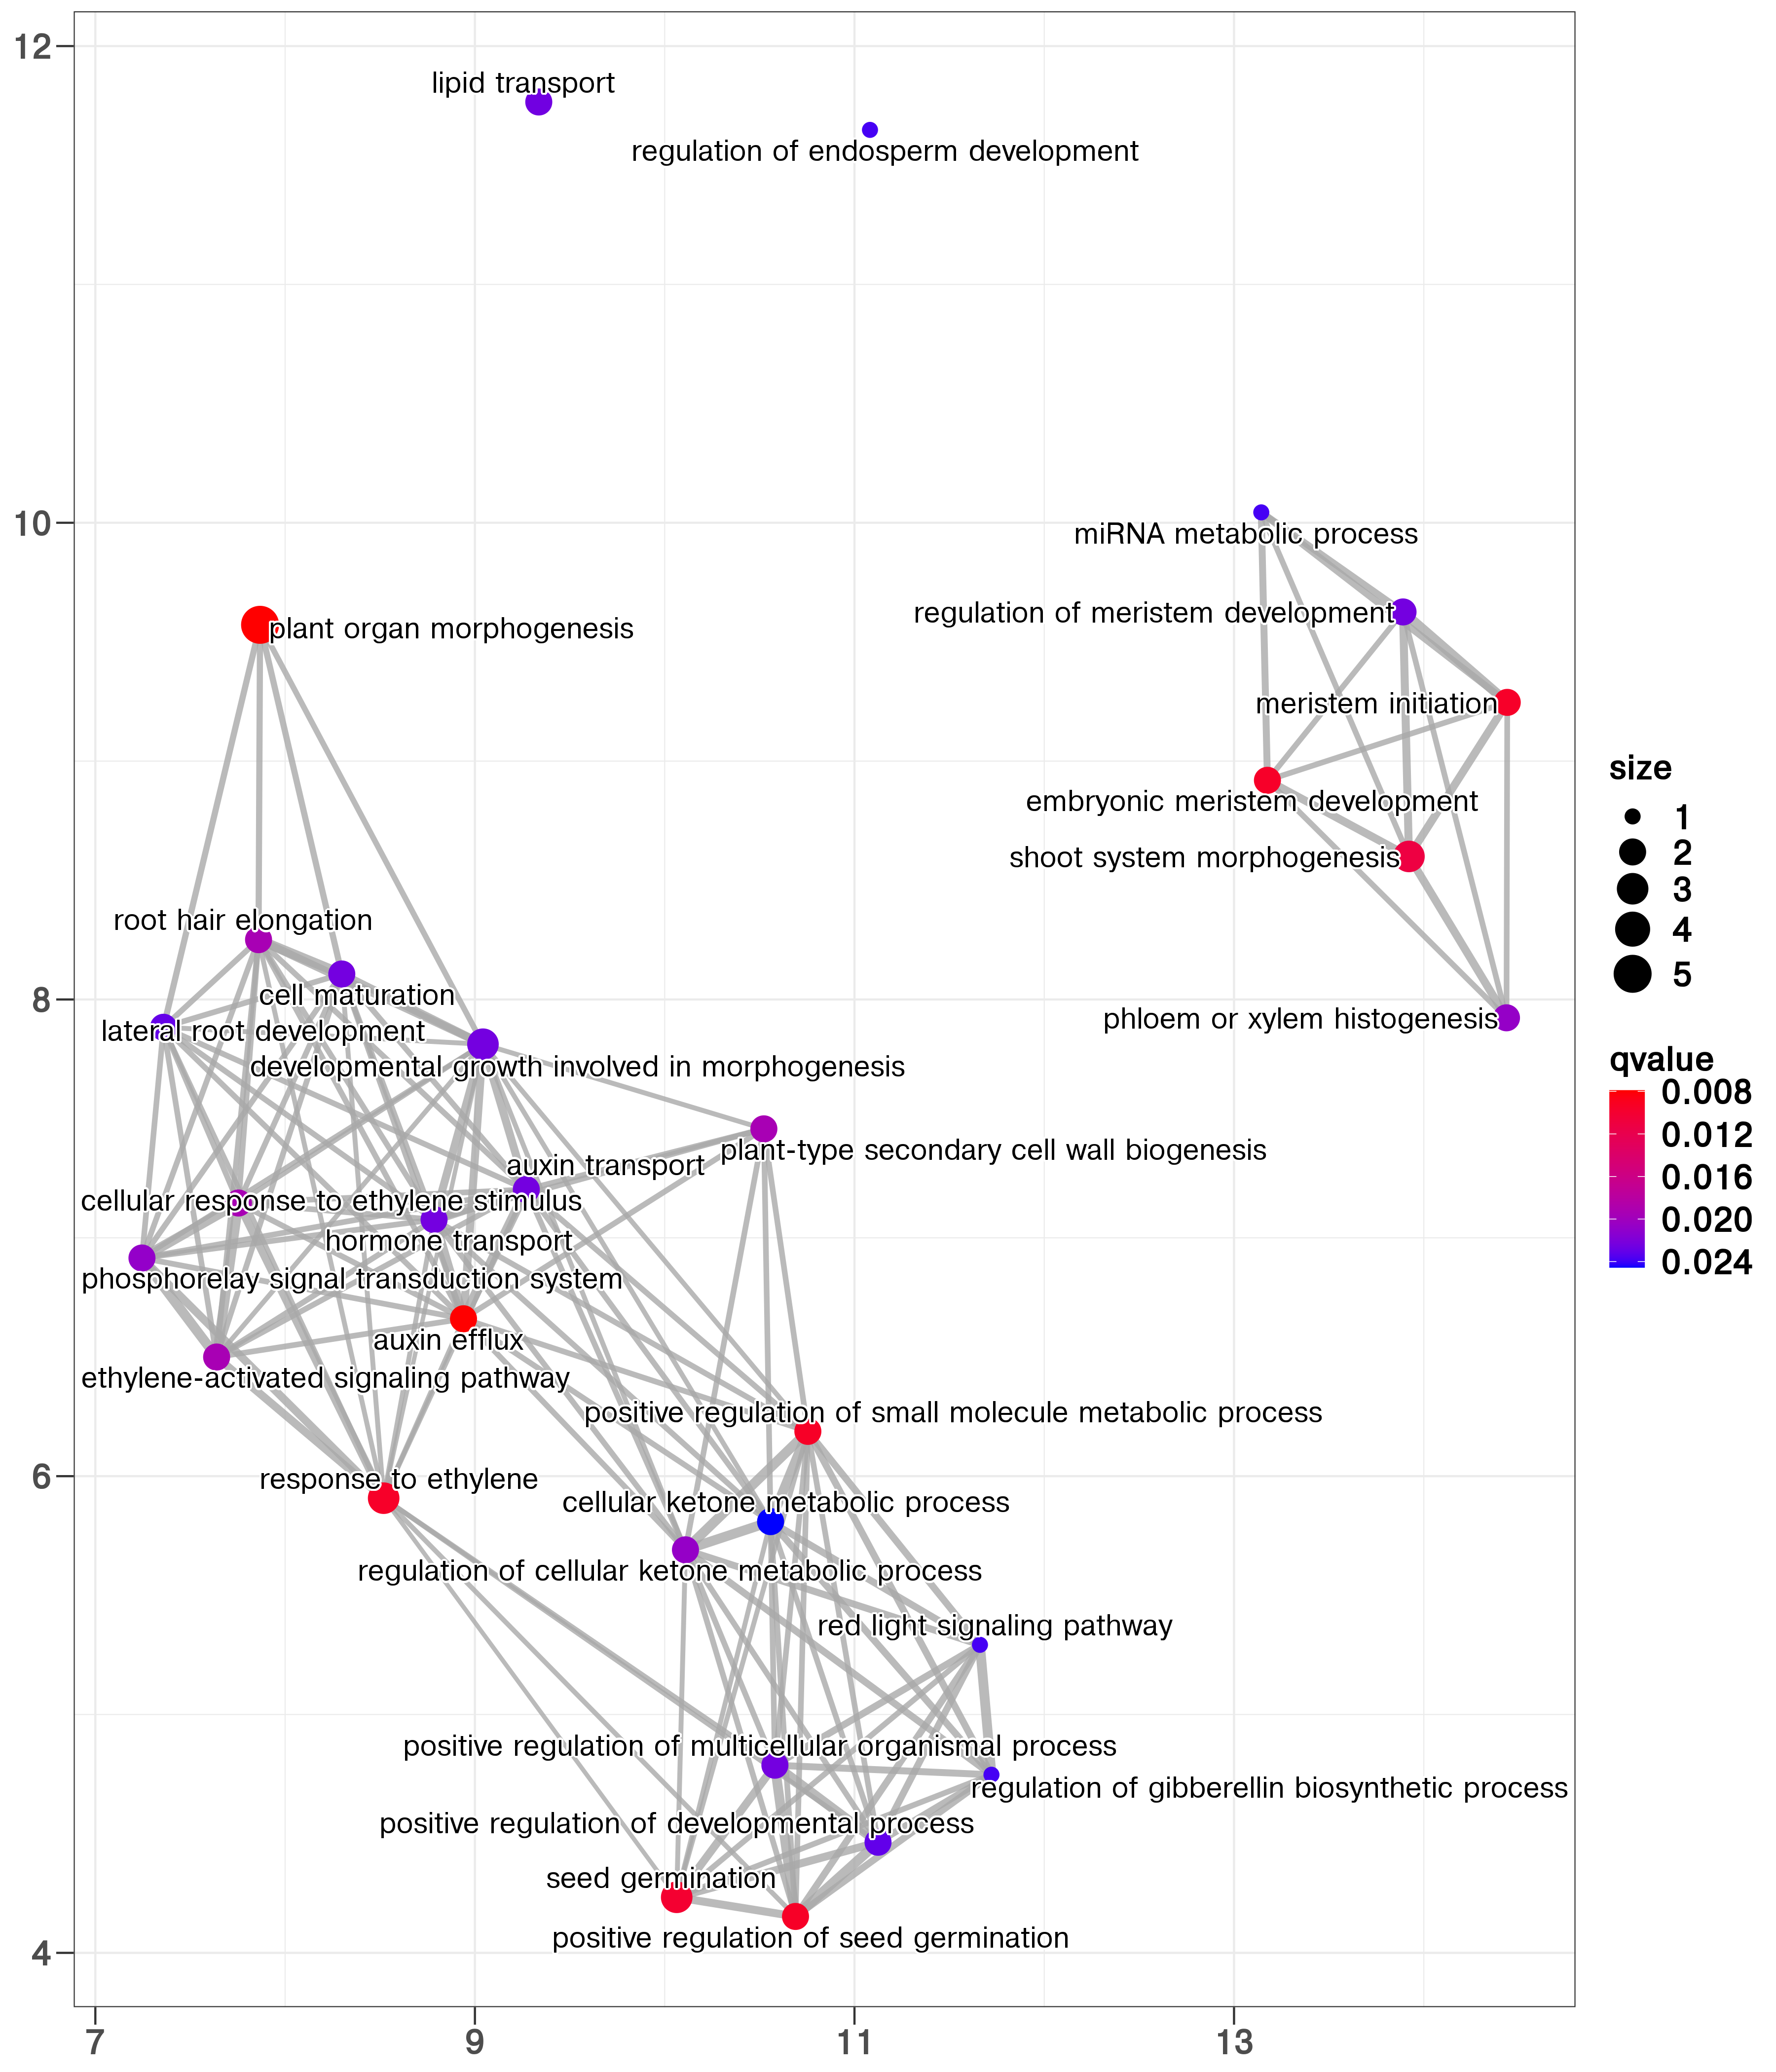 12
lipid transport
regulation of endosperm development
10
miRNA metabolic process
regulation of meristem development
plant organ morphogenesis
meristem initiation
embryonic meristem development
shoot system morphogenesis
root hair elongation
8
cell maturation
lateral root development
phloem or xylem histogenesis
developmental growth involved in morphogenesis
plant-type secondary cell wall biogenesis
auxin transport
cellular response to ethylene stimulus
hormone transport
phosphorelay signal transduction system
auxin efflux
ethylene-activated signaling pathway
positive regulation of small molecule metabolic process
6
response to ethylene
cellular ketone metabolic process
regulation of cellular ketone metabolic process
red light signaling pathway
positive regulation of multicellular organismal process
regulation of gibberellin biosynthetic process
positive regulation of developmental process
seed germination
positive regulation of seed germination
4
7 9 11 13
size
1
2
3
4
5
qvalue
0.008
0.012
0.016
0.020
0.024